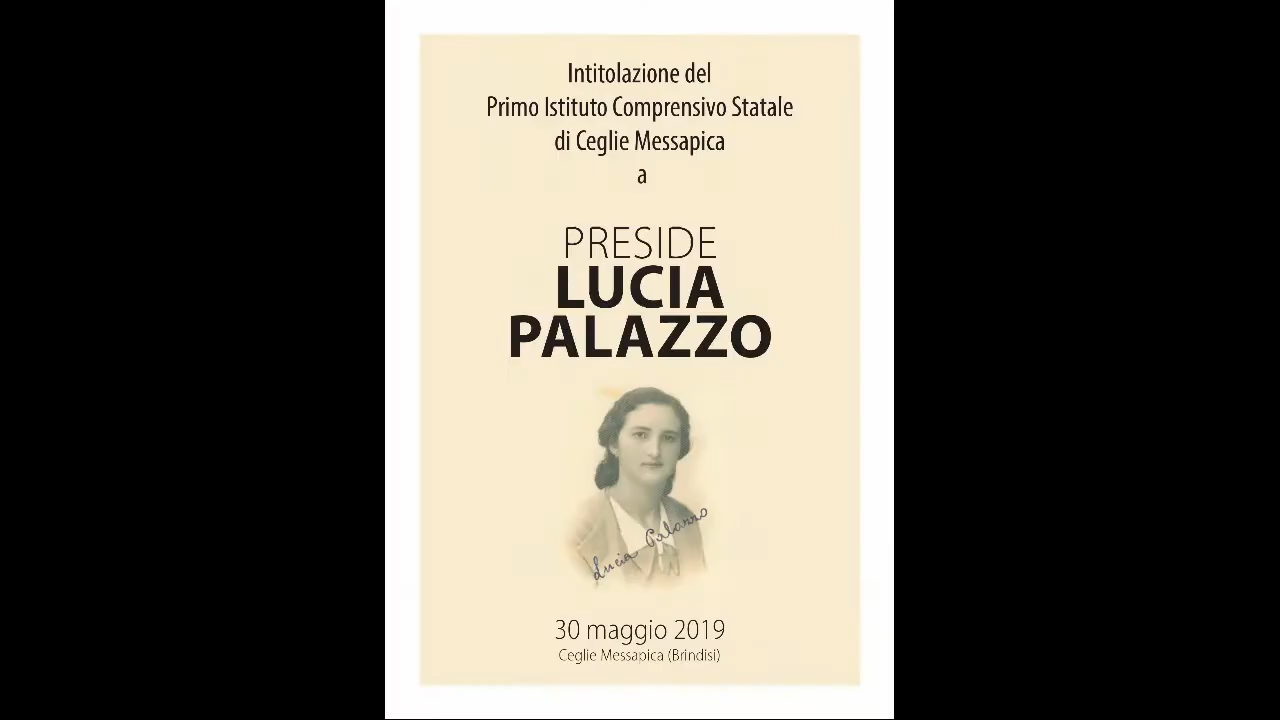 Intitolazione del
Primo Istituto Comprensivo Statale
di Ceglie Messapica
a
PRESIDE
LUCIA
PALAZZO
Lucia Palazzo
30 maggio 2019
Ceglie Messapica (Brindisi)